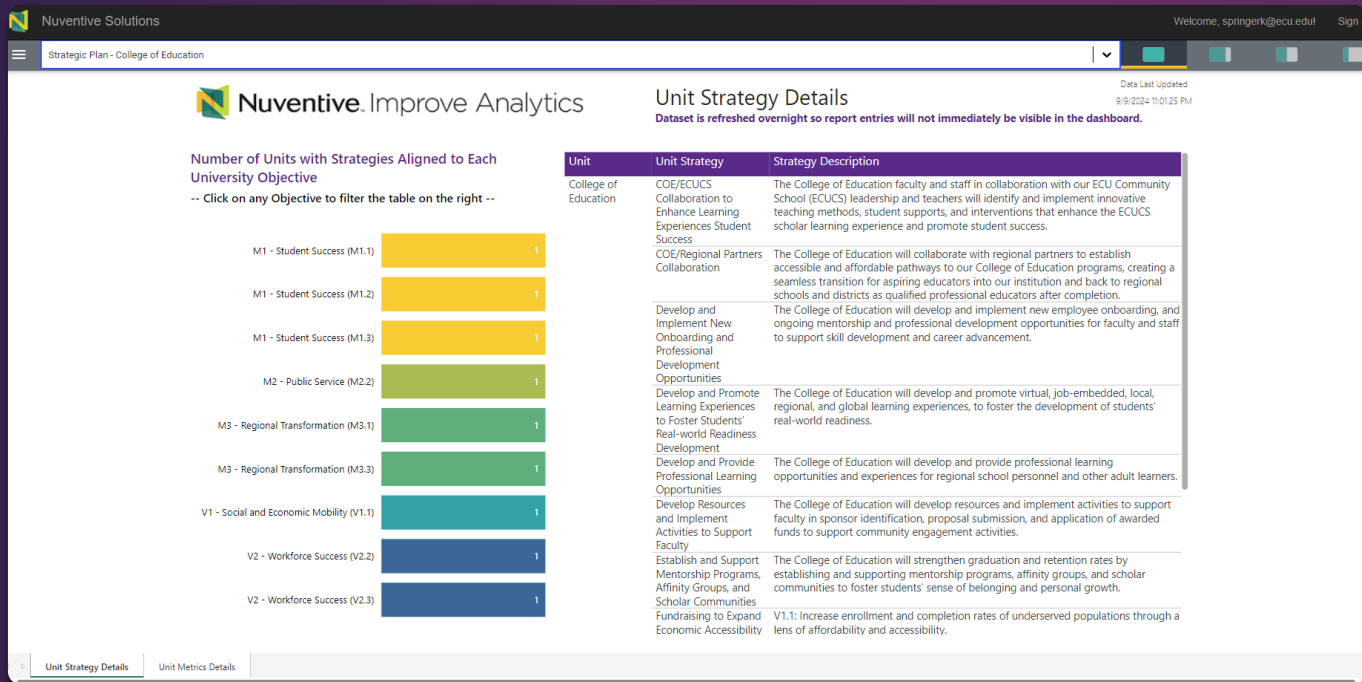 Nuventive Solutions
Welcome, springerk@ecu.edu!
Sign
Strategic Plan - College of Education
Nuventive. Improve Analytics
Unit Strategy Details
Data Last Updated
9/9/2024 11:01:25 PM
Dataset is refreshed overnight so report entries will not immediately be visible in the dashboard.
Number of Units with Strategies Aligned to Each
University Objective
-- Click on any Objective to filter the table on the right --
M1 - Student Success (M1.1)
1
M1 - Student Success (M1.2)
1
M1 - Student Success (M1.3)
1
M2 - Public Service (M2.2)
1
M3 - Regional Transformation (M3.1)
1
M3 - Regional Transformation (M3.3)
1
V1 - Social and Economic Mobility (V1.1)
1
V2 - Workforce Success (V2.2)
1
V2 - Workforce Success (V2.3)
1
Unit
Unit Strategy
Strategy Description
College of
Education
COE/ECUCS
Collaboration to
Enhance Learning
Experiences Student
Success
The College of Education faculty and staff in collaboration with our ECU Community
School (ECUCS) leadership and teachers will identify and implement innovative
teaching methods, student supports, and interventions that enhance the ECUCS
scholar learning experience and promote student success.
COE/Regional Partners
Collaboration
The College of Education will collaborate with regional partners to establish
accessible and affordable pathways to our College of Education programs, creating a
seamless transition for aspiring educators into our institution and back to regional
schools and districts as qualified professional educators after completion.
Develop and
Implement New
Onboarding and
Professional
Development
Opportunities
The College of Education will develop and implement new employee onboarding, and
ongoing mentorship and professional development opportunities for faculty and staff
to support skill development and career advancement.
Develop and Promote
Learning Experiences
to Foster Students'
Real-world Readiness
Development
The College of Education will develop and promote virtual, job-embedded, local,
regional, and global learning experiences, to foster the development of students'
real-world readiness.
Develop and Provide
Professional Learning
Opportunities
The College of Education will develop and provide professional learning
opportunities and experiences for regional school personnel and other adult learners.
Develop Resources
and Implement
Activities to Support
Faculty
The College of Education will develop resources and implement activities to support
faculty in sponsor identification, proposal submission, and application of awarded
funds to support community engagement activities.
Establish and Support
Mentorship Programs,
Affinity Groups, and
Scholar Communities
The College of Education will strengthen graduation and retention rates by
establishing and supporting mentorship programs, affinity groups, and scholar
communities to foster students' sense of belonging and personal growth.
Fundraising to Expand
Economic Accessibility
V1.1: Increase enrollment and completion rates of underserved populations through a
lens of affordability and accessibility.
Unit Strategy Details
Unit Metrics Details